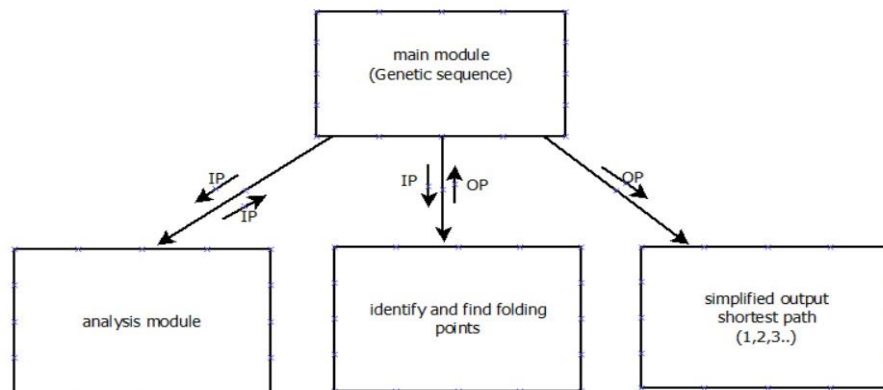 main module
(Genetic sequence)
IP
IP
IP
OP
OP
analysis module
identify and find folding
points
simplified output
shortest path
(1,2,3..)